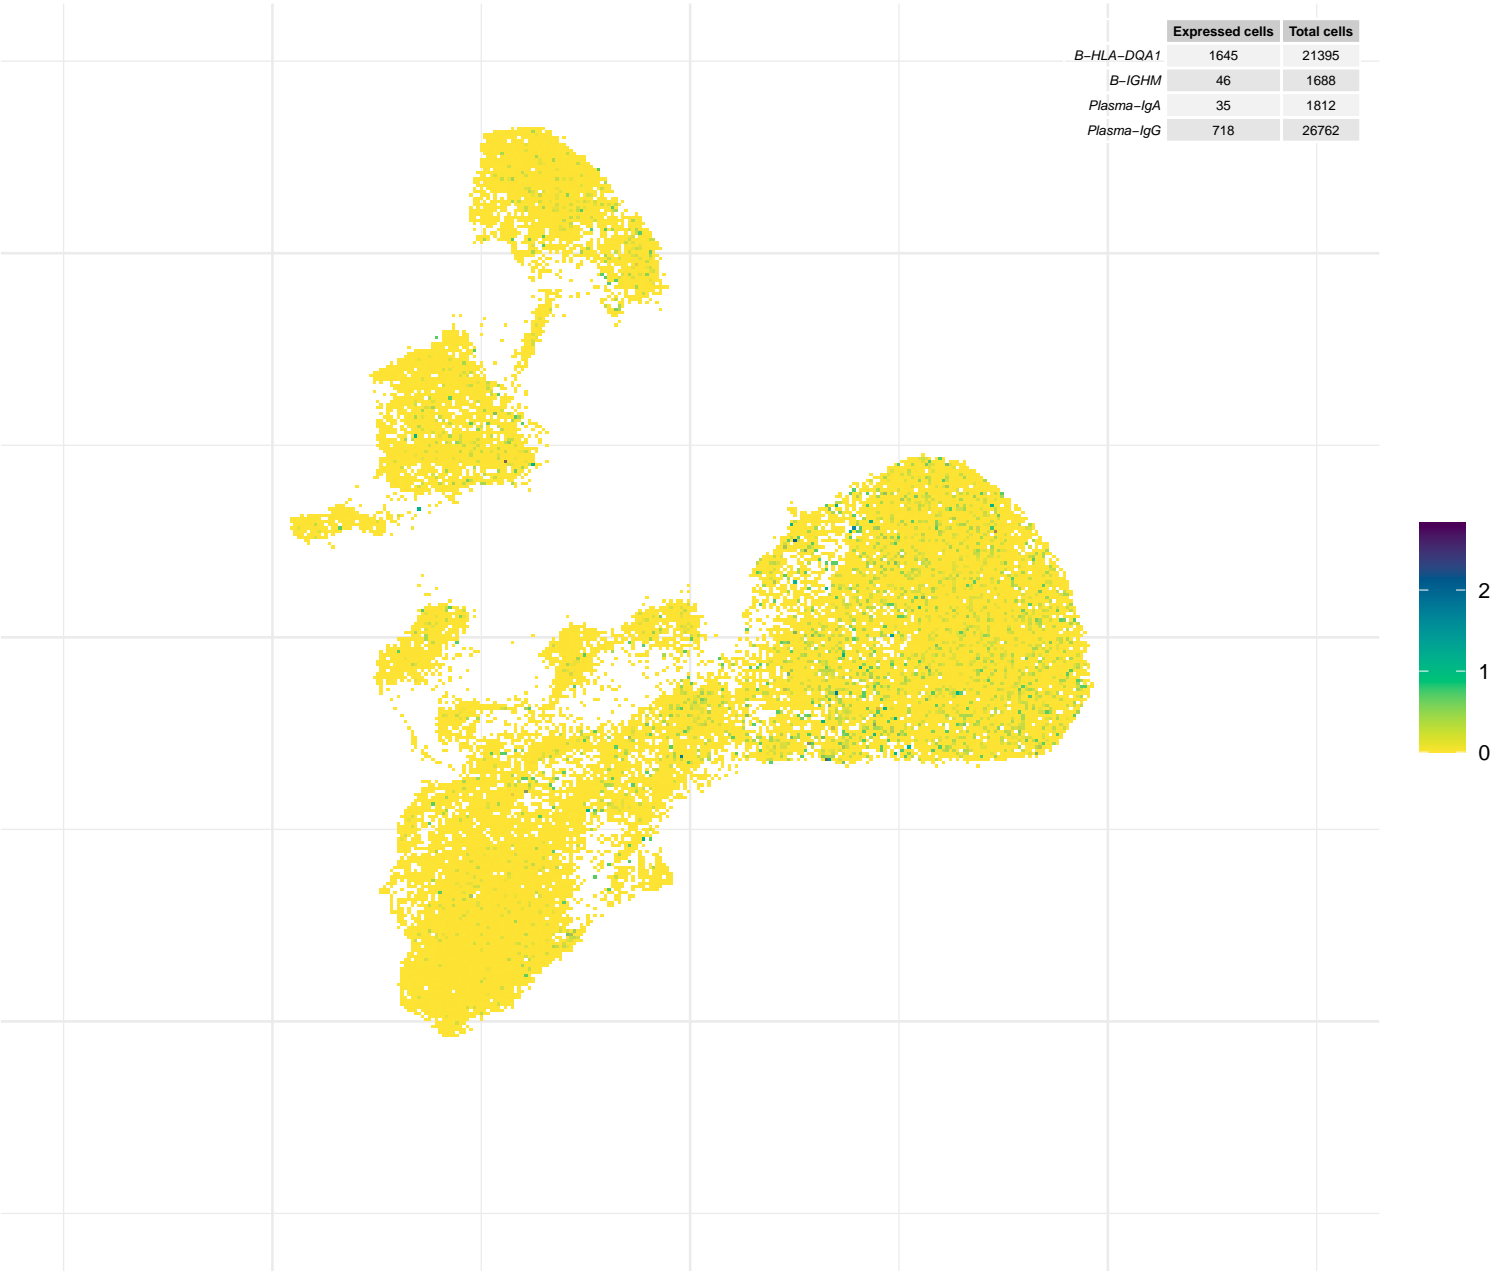 Expressed cells Total cells
B−HLA−DQA1 1645 21395
B−IGHM 46 1688
Plasma−IgA 35 1812
Plasma−IgG 718 26762
2
1
0